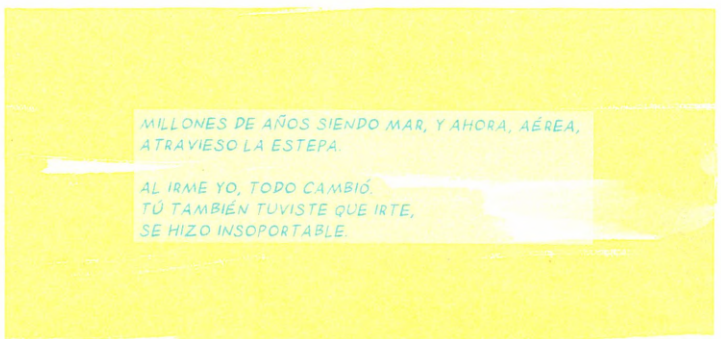 MILLONES DE AÑOS SIENDO MAR, Y AHORA, AÉREA,
ATRAVIESO LA ESTEPA.
AL IRME YO, TODO CAMBIÓ.
TÚ TAMBIÉN TUVISTE QUE IRTE,
SE HIZO INSOPORTABLE.